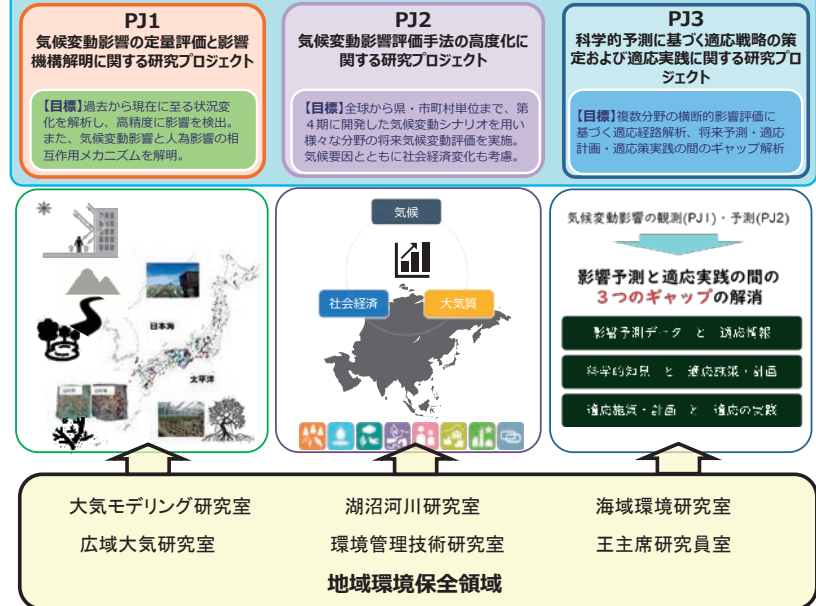 PJ1
気候変動影響の定量評価と影響
機構解明に関する研究プロジェクト
【目標】過去から現在に至る状況変
化を解析し、高精度に影響を検出。
また、気候変動影響と人為影響の相
互作用メカニズムを解明。
PJ2
気候変動影響評価手法の高度化に
関する研究プロジェクト
【目標】全球から県・市町村単位まで、第
4期に開発した気候変動シナリオを用い
様々な分野の将来気候変動評価を実施。
気候要因とともに社会経済変化も考慮。
PJ3
科学的予測に基づく適応戦略の策
定および適応実践に関する研究プロ
ジェクト
【目標】複数分野の横断的影響評価に
基づく適応経路解析、将来予測・適応
計画・適応策実践の間のギャップ解析
日本海
太平洋
気候
社会経済
大気質
気候変動影響の観測(PJ1)・予測(PJ2)
影響予測と適応実践の間の
3つのギャップの解消
影響予測データ と 適応情報
科学的知見 と 適応政策・計画
適応施策・計画 と 適応の実践
大気モデリング研究室
湖沼河川研究室
海域環境研究室
広域大気研究室
環境管理技術研究室
王主席研究員室
地域環境保全領域